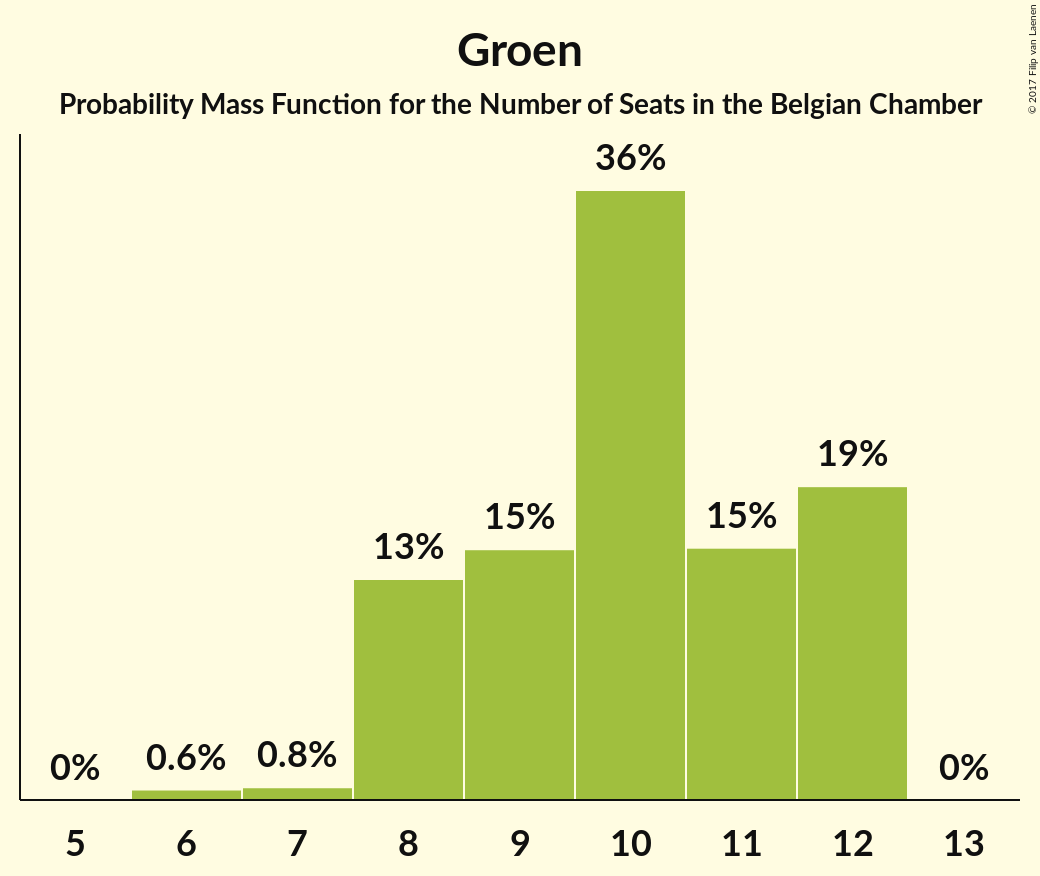 Groen
Probability Mass Function for the Number of Seats in the Belgian Chamber
© 2017 Filip van Laenen
36%
19%
15%
15%
13%
0%
0.6%
0.8%
0%
5 6 7 8 9 10 11 12 13